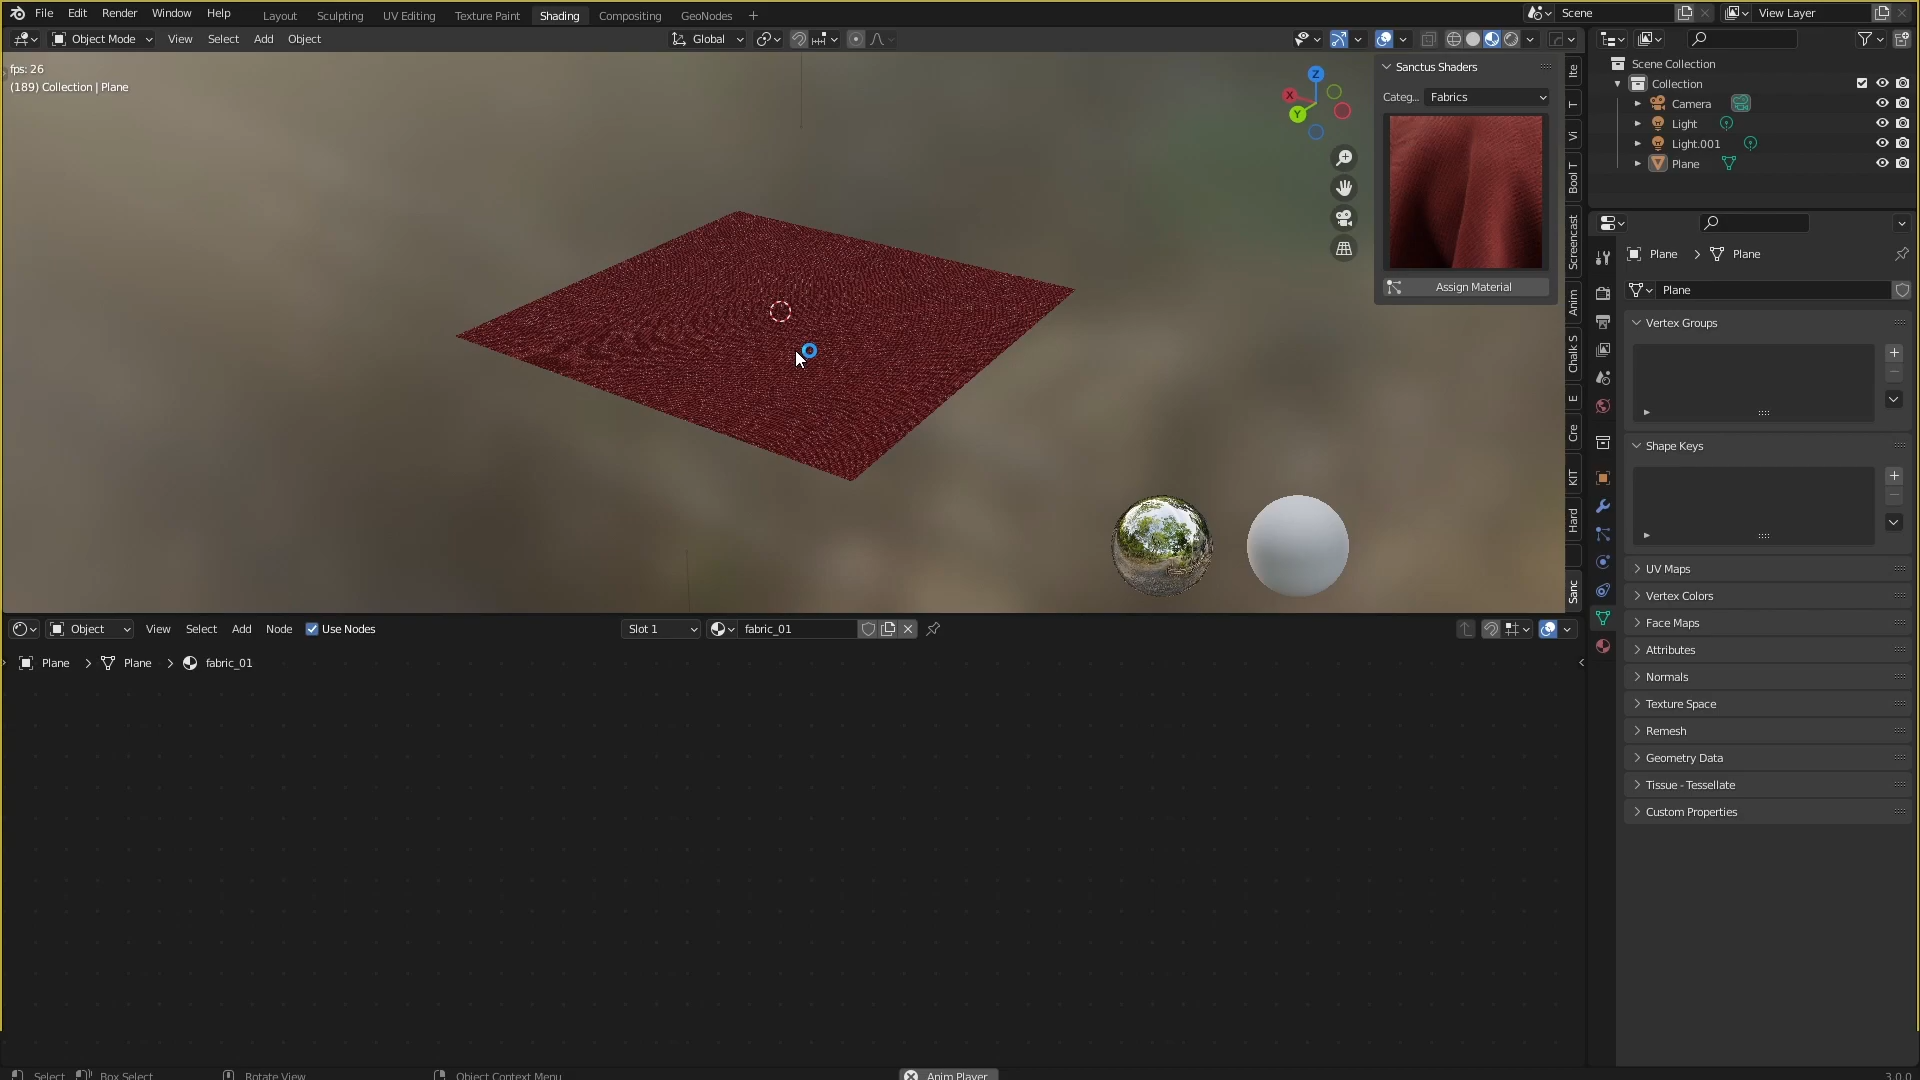 File Edit Render Window Help
Layout Sculpting UV Editing Texture Paint Shading Compositing GeoNodes +
Scene
View Layer
Object Mode View Select Add Object
Global
fps: 26
(189) Collection | Plane
Z
X
Y
Sanctus Shaders
Categ... Fabrics
Assign Material
Ite
T
Vi
Bool T
Screencast
Anim
Chalk S
E
Cre
KIT
Hard
Sanc
Scene Collection
Collection
Camera
Light
Light.001
Plane
Plane > Plane
Plane
Vertex Groups
Shape Keys
UV Maps
Vertex Colors
Face Maps
Attributes
Normals
Texture Space
Remesh
Geometry Data
Tissue - Tessellate
Custom Properties
Object View Select Add Node Use Nodes
Slot 1
fabric_01
Plane > Plane > fabric_01
Select Box Select Rotate View Object Context Menu Anim Player 3.0.0